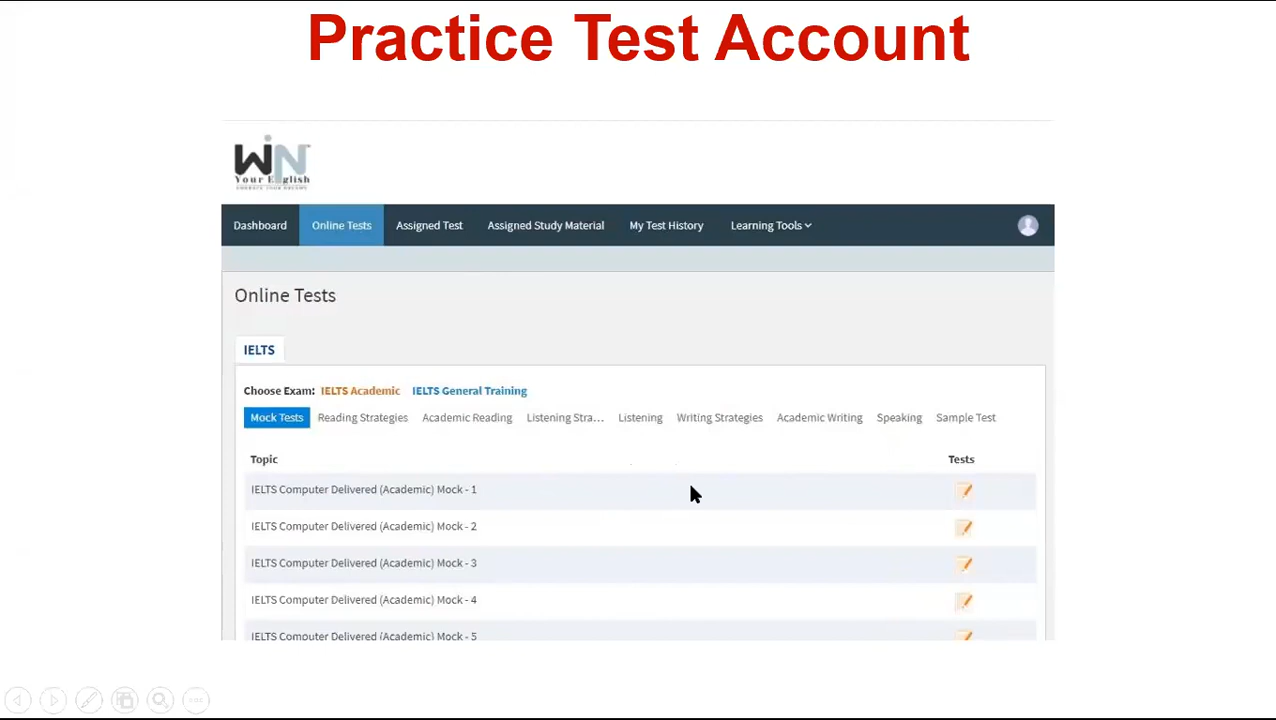 Practice Test Account
WiN
Your English
EMBRACE YOUR DREAMS
Dashboard Online Tests Assigned Test Assigned Study Material My Test History Learning Tools
Online Tests
IELTS
Choose Exam: IELTS Academic IELTS General Training
Mock Tests Reading Strategies Academic Reading Listening Stra... Listening Writing Strategies Academic Writing Speaking Sample Test
Topic Tests
IELTS Computer Delivered (Academic) Mock - 1
IELTS Computer Delivered (Academic) Mock - 2
IELTS Computer Delivered (Academic) Mock - 3
IELTS Computer Delivered (Academic) Mock - 4
IELTS Computer Delivered (Academic) Mock - 5